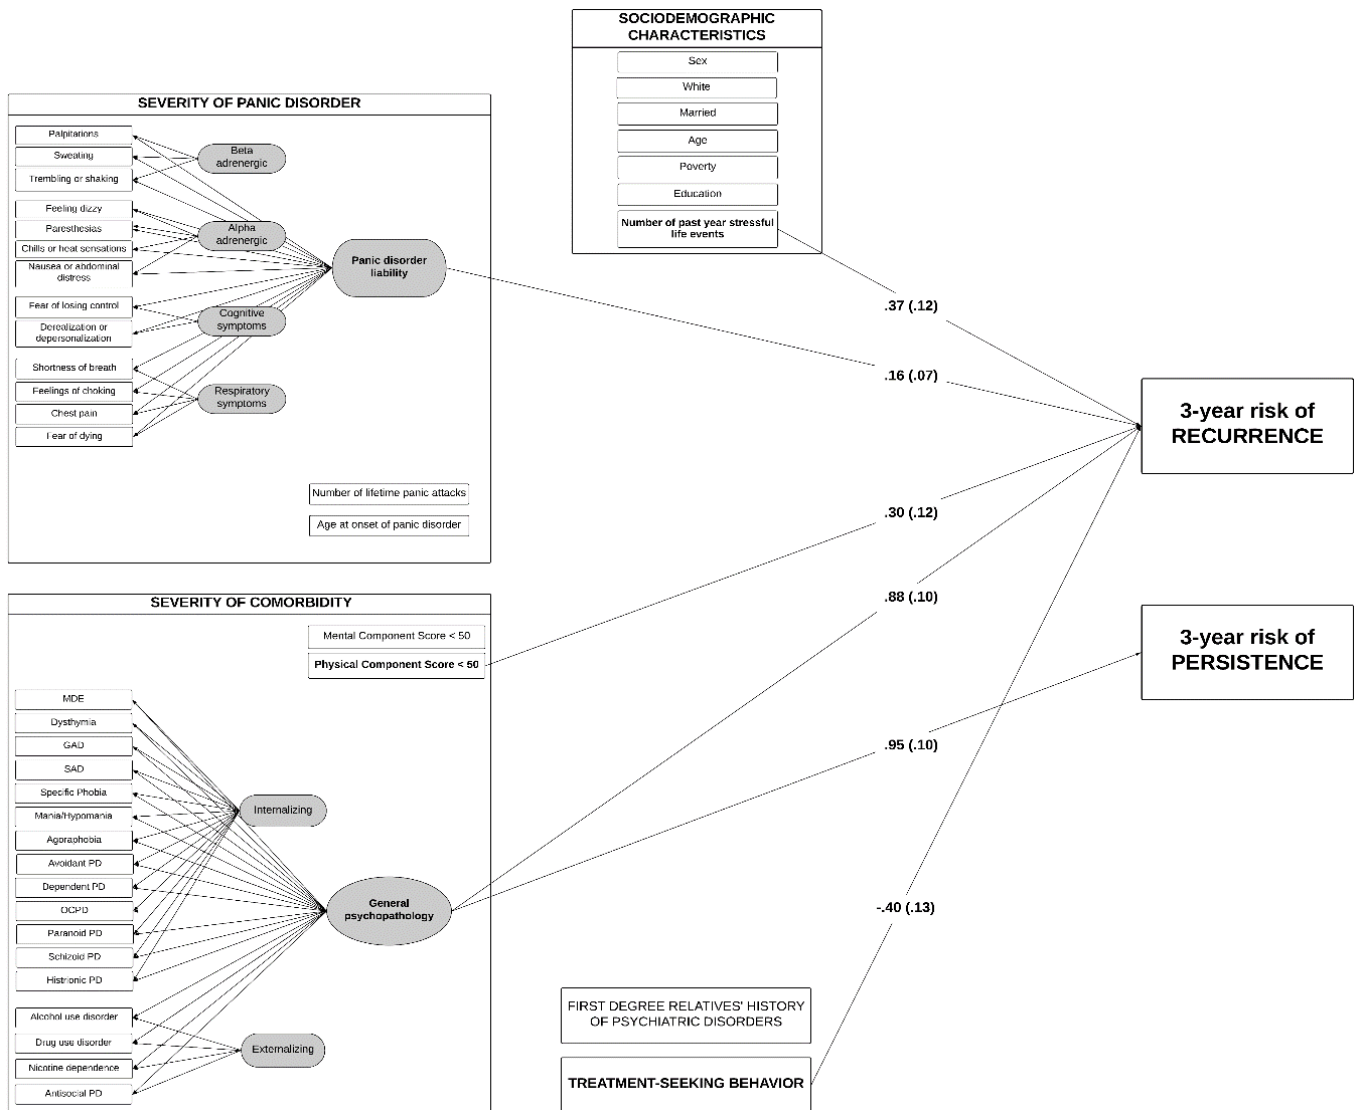 SOCIODEMOGRAPHIC
CHARACTERISTICS
Sex
White
Married
Age
Poverty
Education
Number of past year stressful
life events
SEVERITY OF PANIC DISORDER
Palpitations
Sweating
Trembling or shaking
Feeling dizzy
Paresthesias
Chills or heat sensations
Nausea or abdominal
distress
Fear of losing control
Derealization or
depersonalization
Shortness of breath
Feelings of choking
Chest pain
Fear of dying
Beta
adrenergic
Alpha
adrenergic
Cognitive
symptoms
Respiratory
symptoms
Panic disorder
liability
Number of lifetime panic attacks
Age at onset of panic disorder
SEVERITY OF COMORBIDITY
Mental Component Score < 50
Physical Component Score < 50
MDE
Dysthymia
GAD
SAD
Specific Phobia
Mania/Hypomania
Agoraphobia
Avoidant PD
Dependent PD
OCPD
Paranoid PD
Schizoid PD
Histrionic PD
Alcohol use disorder
Drug use disorder
Nicotine dependence
Antisocial PD
Internalizing
General
psychopathology
Externalizing
FIRST DEGREE RELATIVES' HISTORY
OF PSYCHIATRIC DISORDERS
TREATMENT-SEEKING BEHAVIOR
.37 (.12)
.16 (.07)
.30 (.12)
.88 (.10)
.95 (.10)
-.40 (.13)
3-year risk of
RECURRENCE
3-year risk of
PERSISTENCE